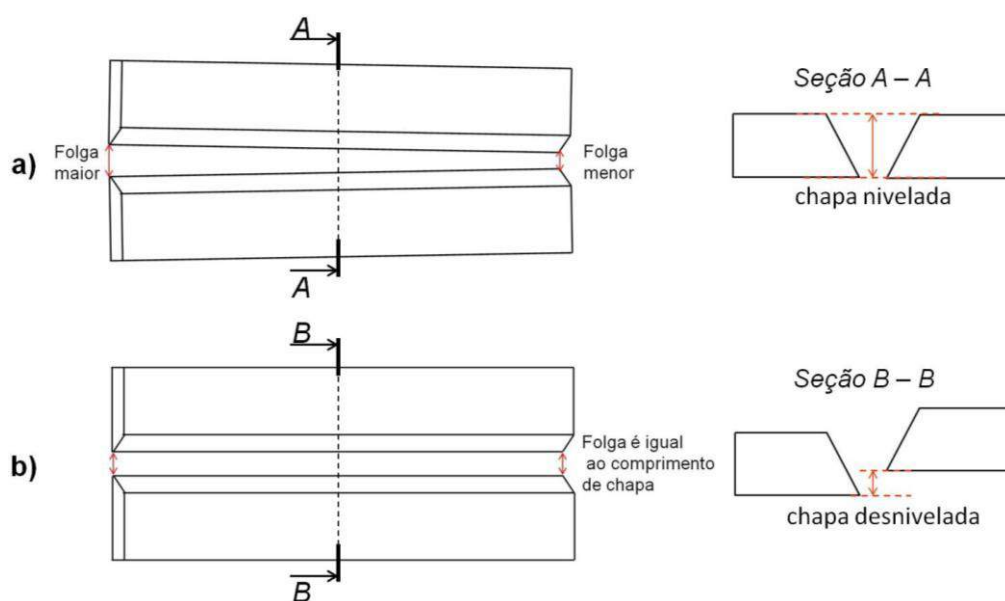 A
Seção A – A
a)
Folga
maior
Folga
menor
chapa nivelada
A
B
Seção B – B
b)
Folga é igual
ao comprimento
de chapa
chapa desnivelada
B